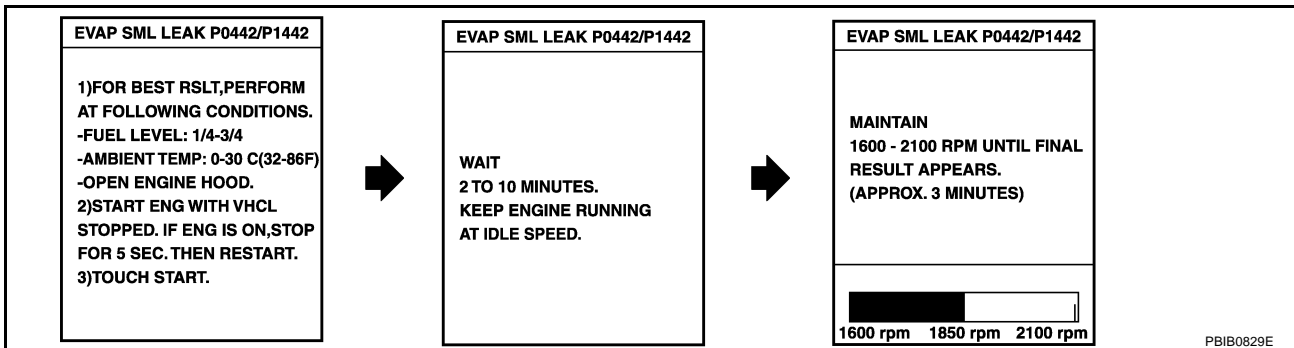 EVAP SML LEAK P0442/P1442
1)FOR BEST RSLT,PERFORM
AT FOLLOWING CONDITIONS.
-FUEL LEVEL: 1/4-3/4
-AMBIENT TEMP: 0-30 C(32-86F)
-OPEN ENGINE HOOD.
2)START ENG WITH VHCL
STOPPED. IF ENG IS ON,STOP
FOR 5 SEC. THEN RESTART.
3)TOUCH START.
EVAP SML LEAK P0442/P1442
WAIT
2 TO 10 MINUTES.
KEEP ENGINE RUNNING
AT IDLE SPEED.
EVAP SML LEAK P0442/P1442
MAINTAIN
1600 - 2100 RPM UNTIL FINAL
RESULT APPEARS.
(APPROX. 3 MINUTES)
1600 rpm 1850 rpm 2100 rpm
PBIB0829E